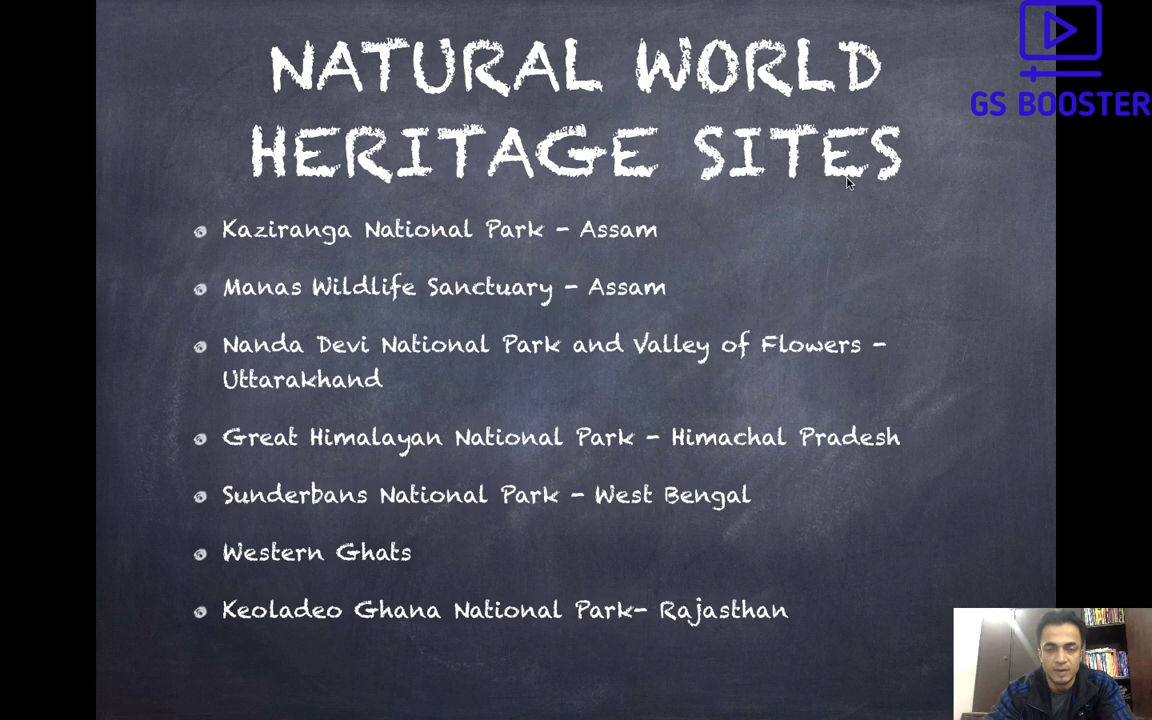 NATURAL WORLD
HERITAGE SITES
GS BOOSTER
Kaziranga National Park - Assam
Manas Wildlife Sanctuary - Assam
Nanda Devi National Park and Valley of Flowers -
Uttarakhand
Great Himalayan National Park - Himachal Pradesh
Sunderbans National Park - West Bengal
Western Ghats
Keoladeo Ghana National Park- Rajasthan